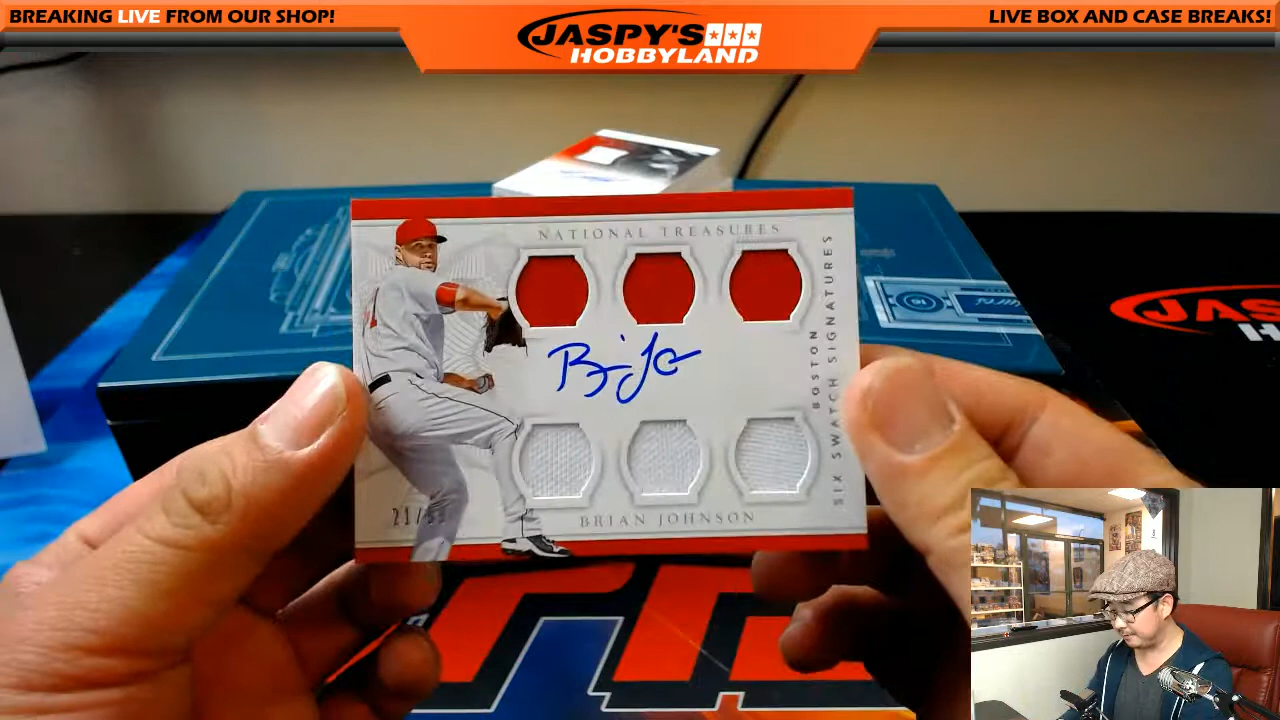 BREAKING LIVE FROM OUR SHOP!
JASPY'S
HOBBYLAND
LIVE BOX AND CASE BREAKS!
NATIONAL TREASURES
BOSTON
SIX SWATCH SIGNATURES
BRIAN JOHNSON
JAS
H